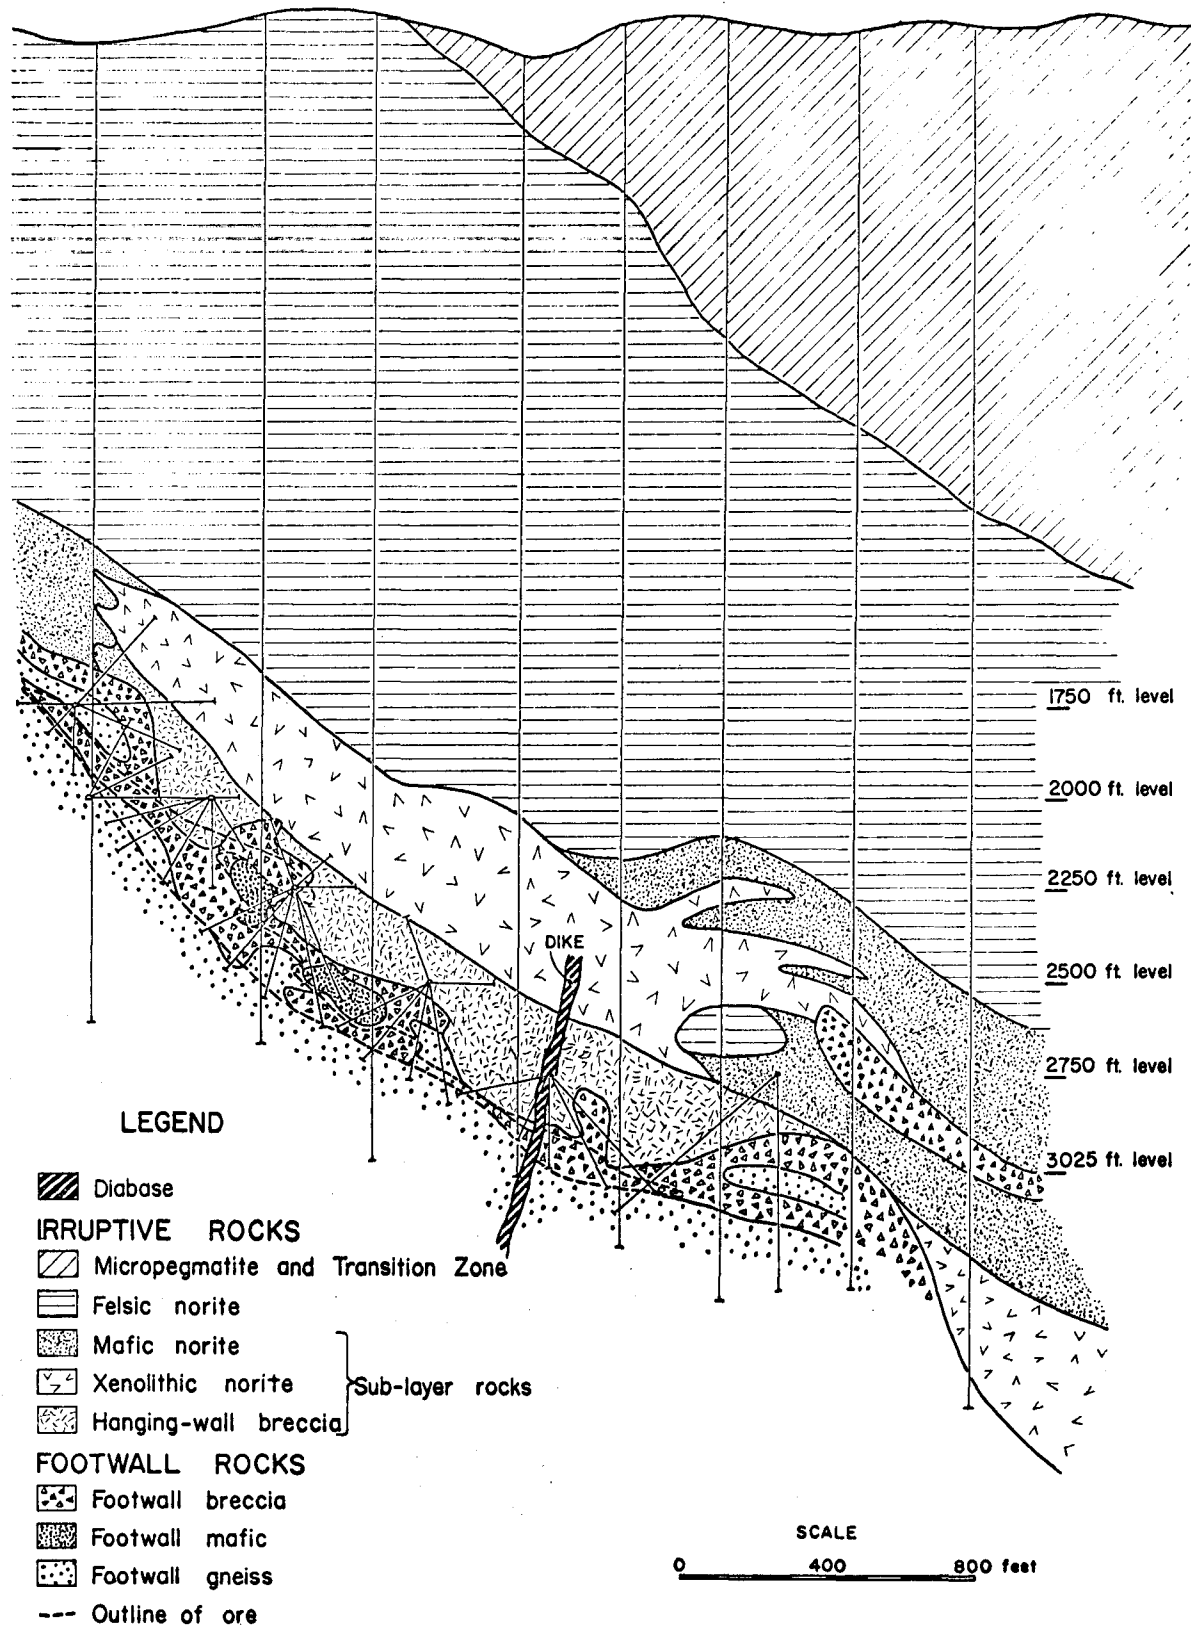 1750 ft. level
2000 ft. level
2250 ft. level
DIKE
2500 ft. level
2750 ft. level
3025 ft. level
LEGEND
Diabase
IRRUPTIVE ROCKS
Micropegmatite and Transition Zone
Felsic norite
Mafic norite
Xenolithic norite
Sub-layer rocks
Hanging-wall breccia
FOOTWALL ROCKS
Footwall breccia
Footwall mafic
Footwall gneiss
Outline of ore
SCALE
0 400 800 feet